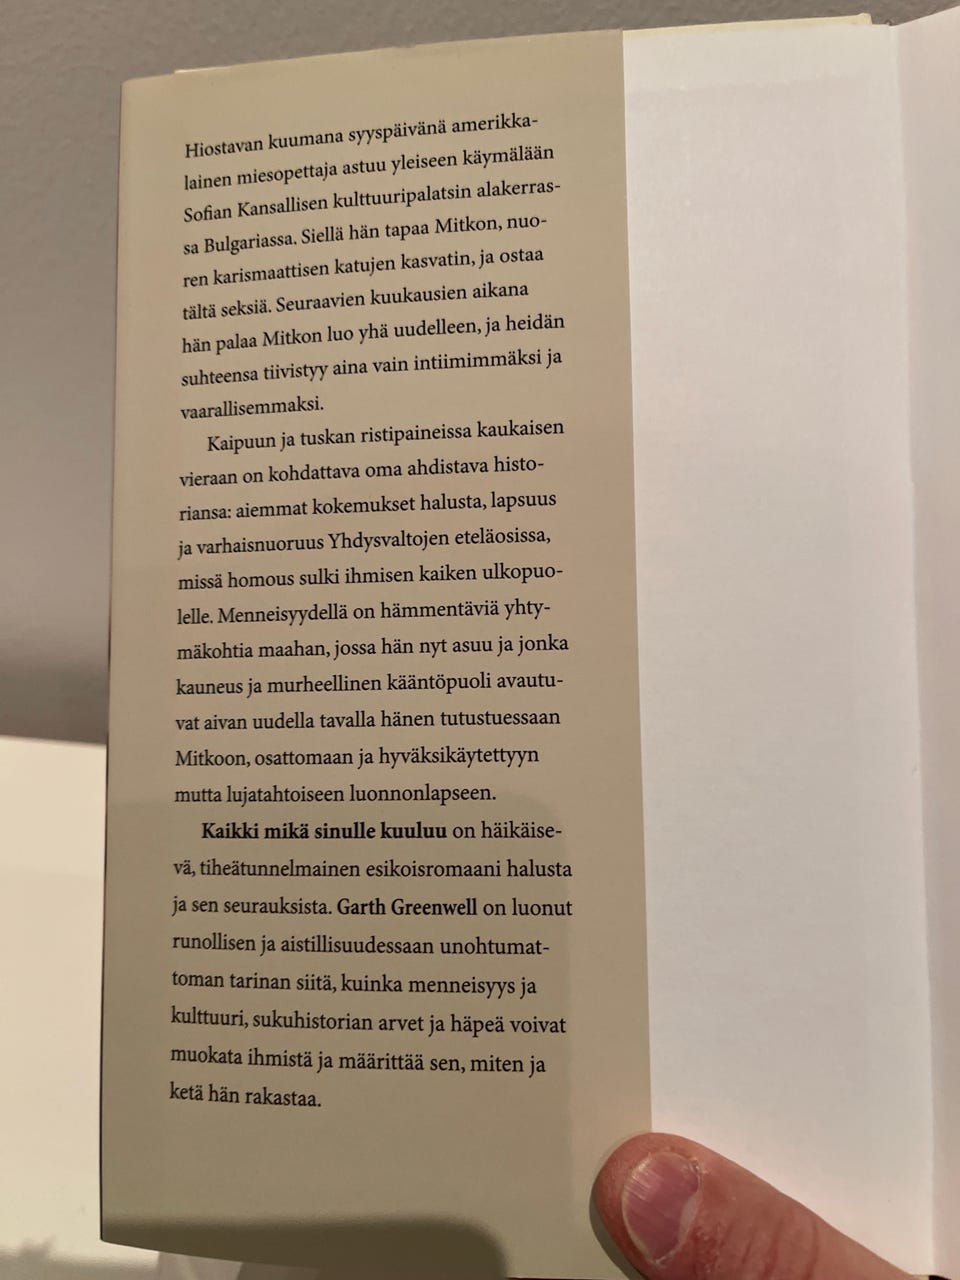 Hiostavan kuumana syyspäivänä amerikka-
lainen miesopettaja astuu yleiseen käymälään
Sofian Kansallisen kulttuuripalatsin alakerras-
sa Bulgariassa. Siellä hän tapaa Mitkon, nuo-
ren karismaattisen katujen kasvatin, ja ostaa
tältä seksiä. Seuraavien kuukausien aikana
hän palaa Mitkon luo yhä uudelleen, ja heidän
suhteensa tiivistyy aina vain intiimimmäksi ja
vaarallisemmaksi.
Kaipuun ja tuskan ristipaineissa kaukaisen
vieraan on kohdattava oma ahdistava histo-
riansa: aiemmat kokemukset halusta, lapsuus
ja varhaisnuoruus Yhdysvaltojen eteläosissa,
missä homous sulki ihmisen kaiken ulkopuo-
lelle. Menneisyydellä on hämmentäviä yhty-
mäkohtia maahan, jossa hän nyt asuu ja jonka
kauneus ja murheellinen kääntöpuoli avautu-
vat aivan uudella tavalla hänen tutustuessaan
Mitkoon, osattomaan ja hyväksikäytettyyn
mutta lujatahtoiseen luonnonlapseen.
Kaikki mikä sinulle kuuluu on häikäise-
vä, tiheätunnelmainen esikoisromaani halusta
ja sen seurauksista. Garth Greenwell on luonut
runollisen ja aistillisuudessaan unohtumat-
toman tarinan siitä, kuinka menneisyys ja
kulttuuri, sukuhistorian arvet ja häpeä voivat
muokata ihmistä ja määrittää sen, miten ja
ketä hän rakastaa.